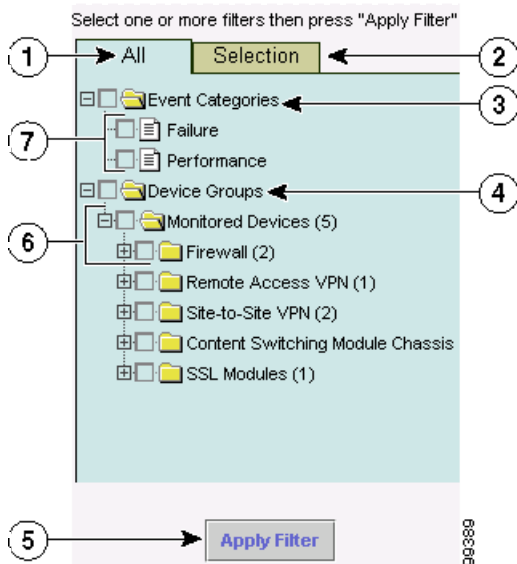 Select one or more filters then press "Apply Filter"
1 All Selection 2
Event Categories 3
7 Failure
Performance
Device Groups 4
6 Monitored Devices (5)
Firewall (2)
Remote Access VPN (1)
Site-to-Site VPN (2)
Content Switching Module Chassis
SSL Modules (1)
5 Apply Filter
99389